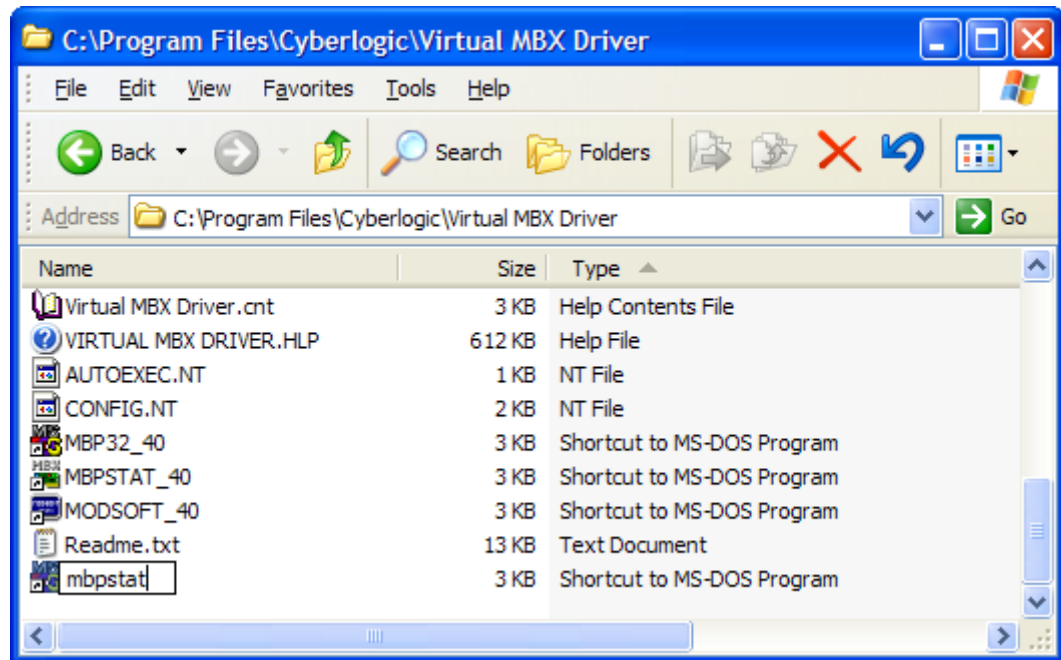 C:\Program Files\Cyberlogic\Virtual MBX Driver
File Edit View Favorites Tools Help
Back Search Folders
Address C:\Program Files\Cyberlogic\Virtual MBX Driver Go
Name Size Type
Virtual MBX Driver.cnt 3 KB Help Contents File
VIRTUAL MBX DRIVER.HLP 612 KB Help File
AUTOEXEC.NT 1 KB NT File
CONFIG.NT 2 KB NT File
MBP32_40 3 KB Shortcut to MS-DOS Program
MBPSTAT_40 3 KB Shortcut to MS-DOS Program
MODSOFT_40 3 KB Shortcut to MS-DOS Program
Readme.txt 13 KB Text Document
mbpstat 3 KB Shortcut to MS-DOS Program